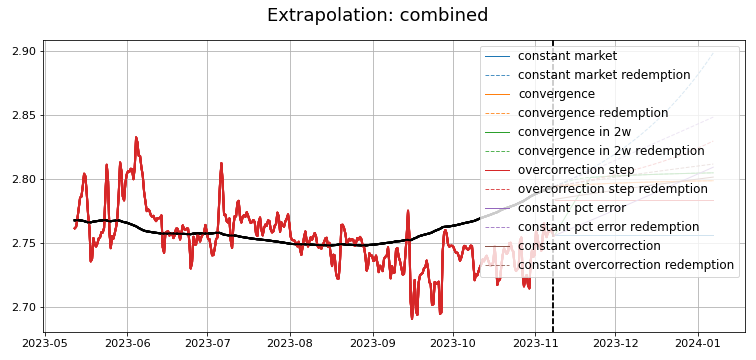 Extrapolation: combined
2.90
2.85
2.80
2.75
2.70
constant market
constant market redemption
convergence
convergence redemption
convergence in 2w
convergence in 2w redemption
overcorrection step
overcorrection step redemption
constant pct error
constant pct error redemption
constant overcorrection
constant overcorrection redemption
2023-05 2023-06 2023-07 2023-08 2023-09 2023-10 2023-11 2023-12 2024-01